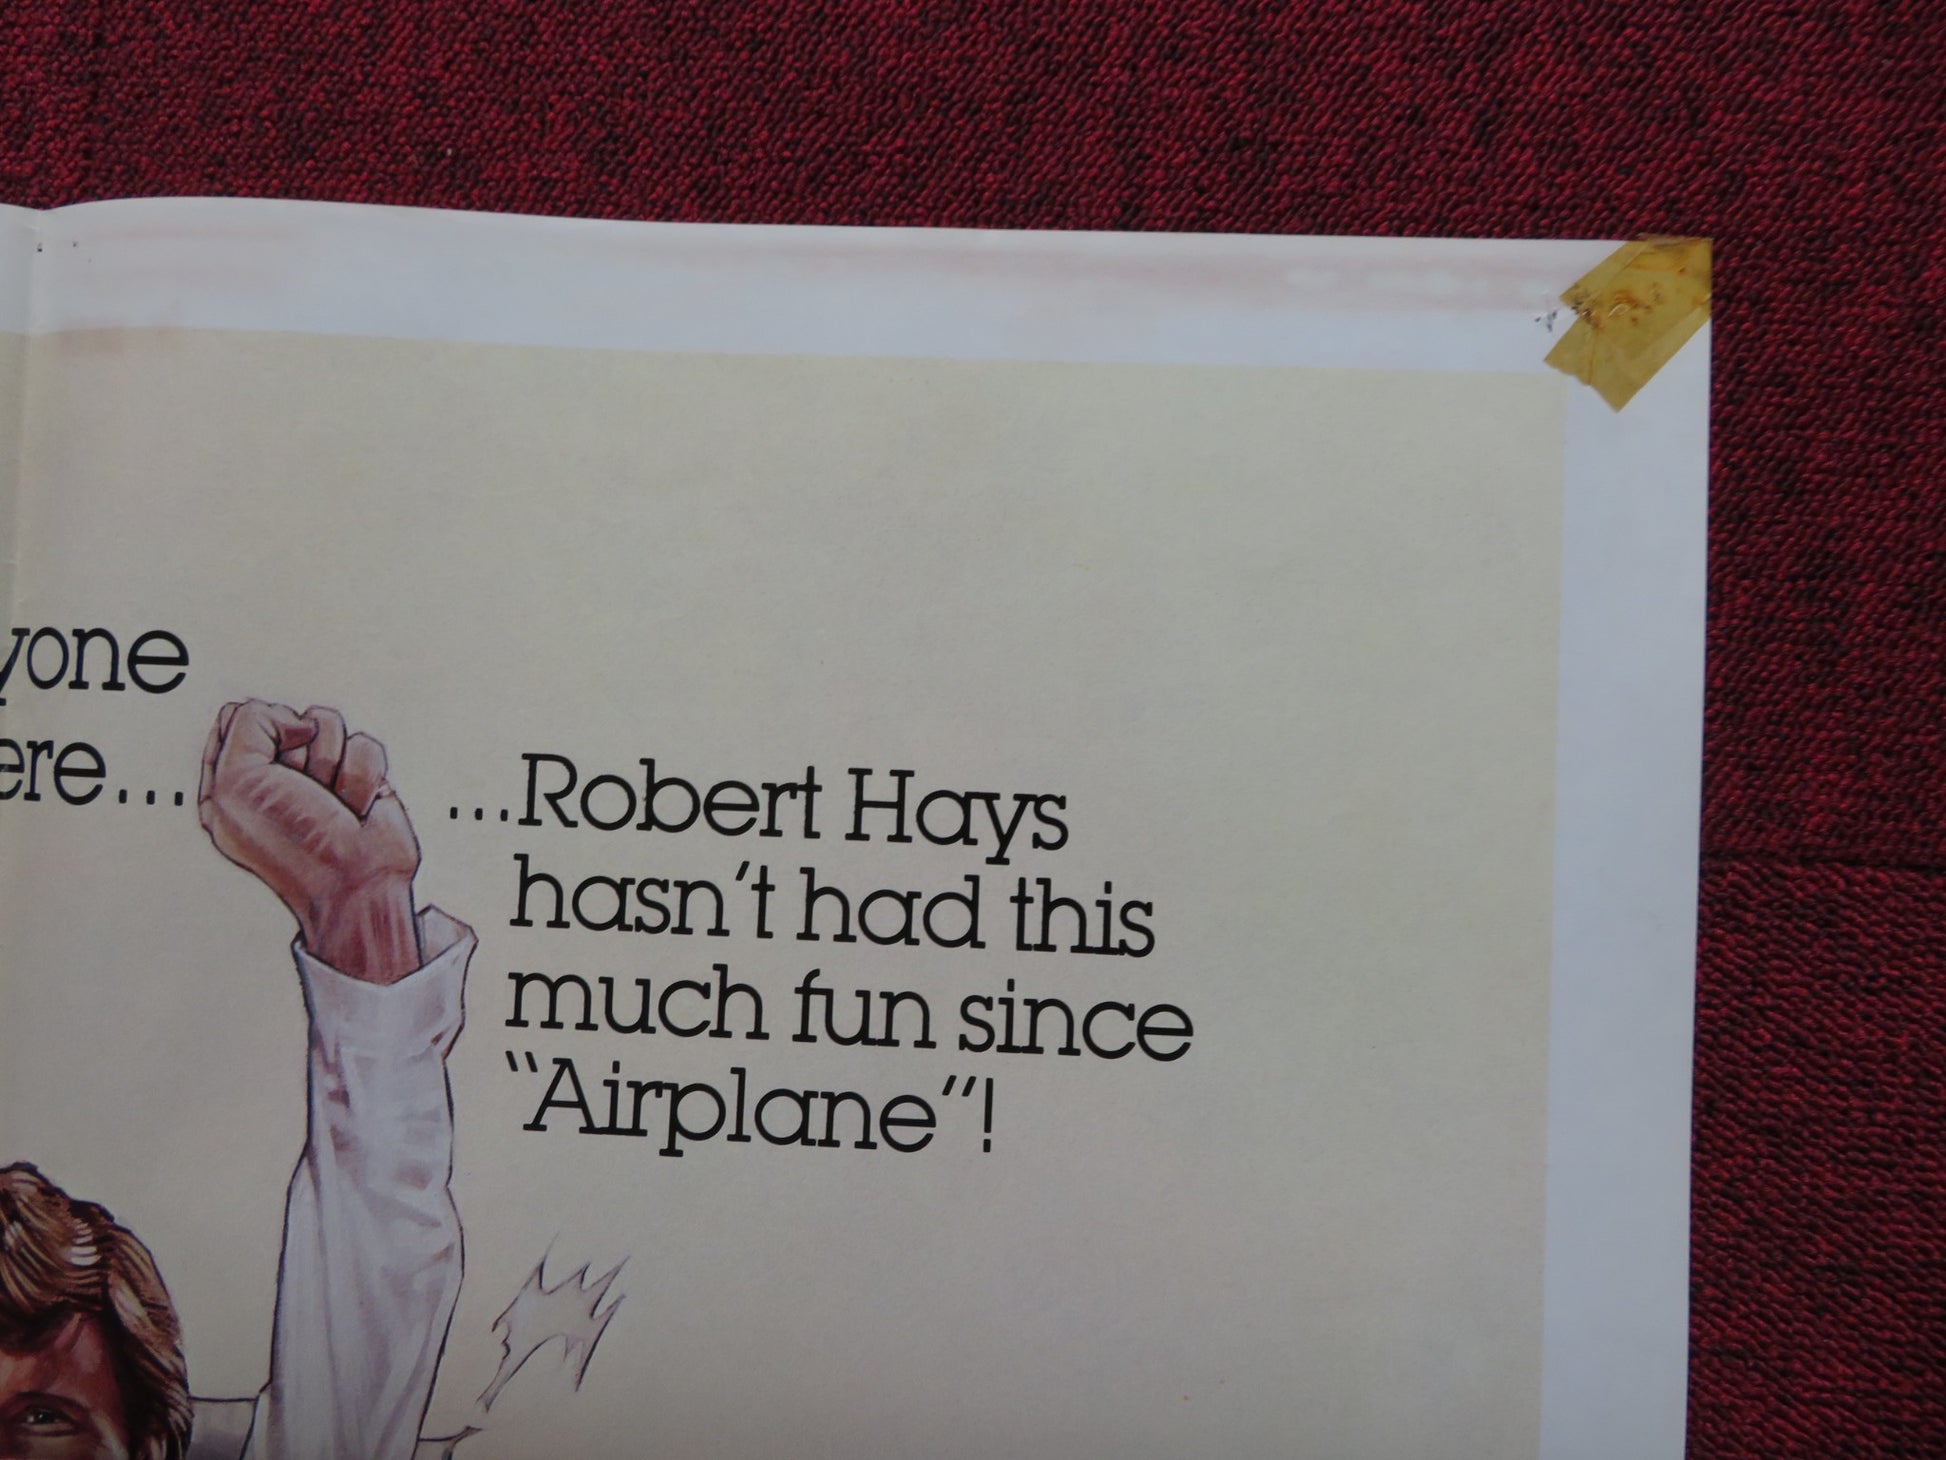 yone
ere...
...Robert Hays
hasn't had this
much fun since
"Airplane"!